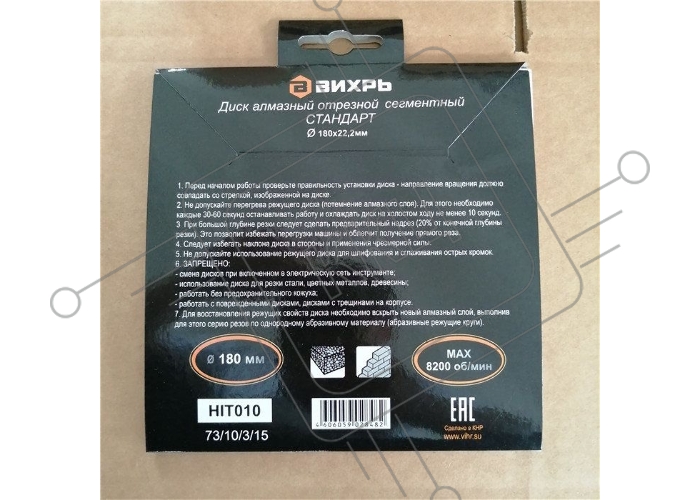 ВИХРЬ
Диск алмазный отрезной сегментный
СТАНДАРТ
Ø 180х22,2мм
1. Перед началом работы проверьте правильность установки диска - направление вращения должно
совпадать со стрелкой, изображенной на диске.
2. Не допускайте перегрева режущего диска (потемнение алмазного слоя). Для этого необходимо
каждые 30-60 секунд останавливать работу и охлаждать диск на холостом ходу не менее 10 секунд.
3. При большой глубине резки следует сделать предварительный надрез (20% от конечной глубины
резки). Это позволит избежать перегрузки машины и облегчит получение прямого реза.
4. Следует избегать наклона диска в стороны и применения чрезмерной силы.
5. Не допускайте использование режущего диска для шлифования и сглаживания острых кромок.
6. ЗАПРЕЩЕНО:
- смена дисков при включенном в электрическую сеть инструменте;
- использование диска для резки стали, цветных металлов, древесины;
- работать без предохранительного кожуха;
- работать с поврежденными дисками, дисками с трещинами на корпусе.
7. Для восстановления режущих свойств диска необходимо вскрыть новый алмазный слой, выполнив
для этого серию резов по однородному абразивному материалу (абразивные режущие круги).
Ø 180 мм
MAX
8200 об/мин
HIT010
73/10/3/15
4 606059 028482
ЕАС
Сделано в КНР
www.vihr.su